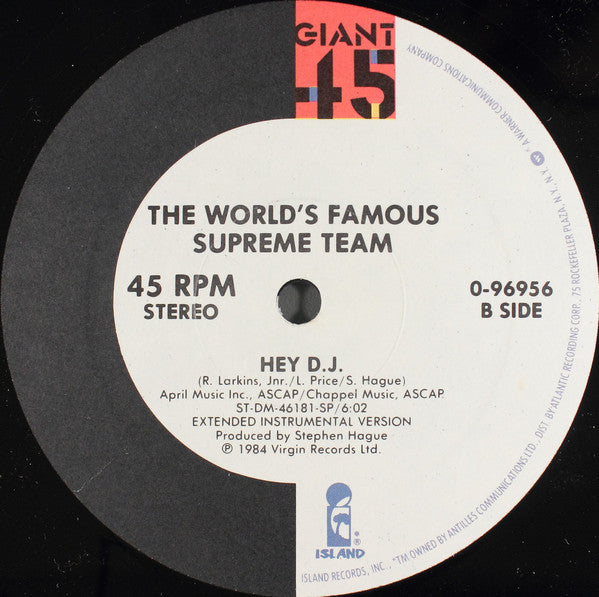 GIANT
45
THE WORLD'S FAMOUS
SUPREME TEAM
45 RPM
STEREO
0-96956
B SIDE
HEY D.J.
(R. Larkins, Jnr./L. Price/S. Hague)
April Music Inc., ASCAP/Chappel Music, ASCAP
ST-DM-46181-SP/6:02
EXTENDED INSTRUMENTAL VERSION
Produced by Stephen Hague
℗ 1984 Virgin Records Ltd.
®
ISLAND
ISLAND RECORDS, INC., *TM OWNED BY ANTILLES COMMUNICATIONS LTD., DIST. BY ATLANTIC RECORDING CORP., 75 ROCKEFELLER PLAZA, N.Y., N.Y. A WARNER COMMUNICATIONS COMPANY